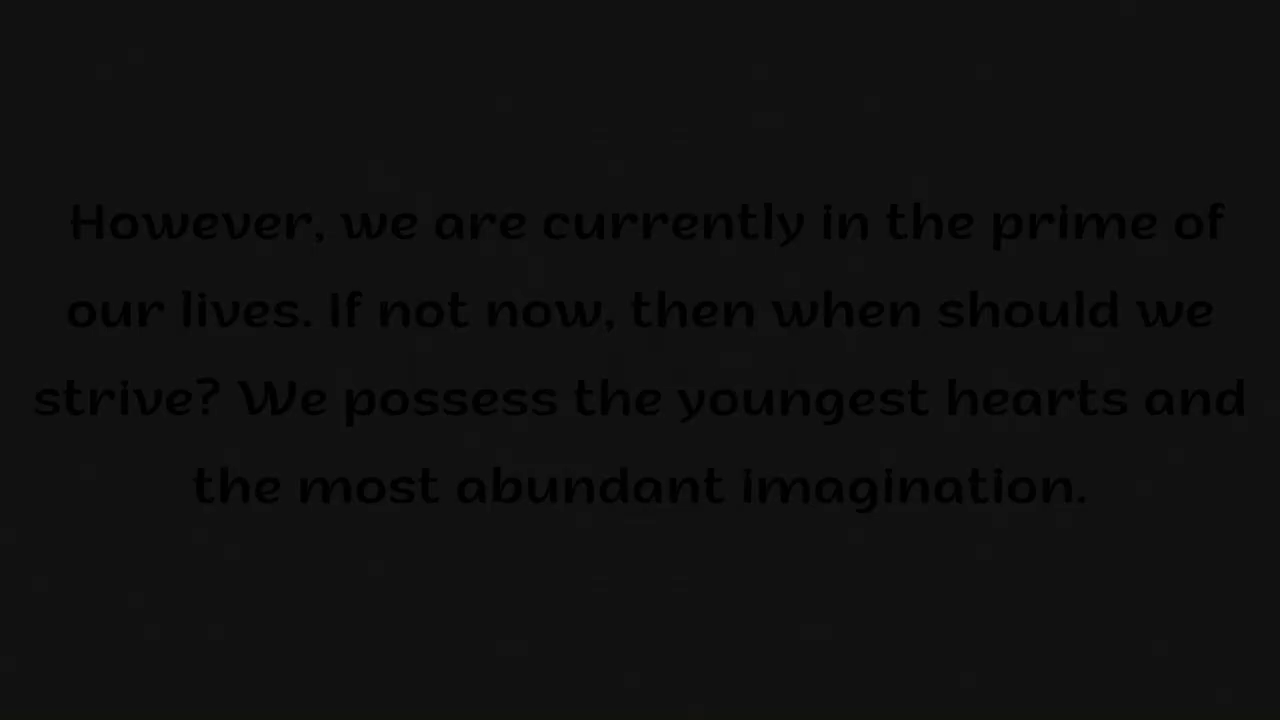 However, we are currently in the prime of
our lives. If not now, then when should we
strive? We possess the youngest hearts and
the most abundant imagination.